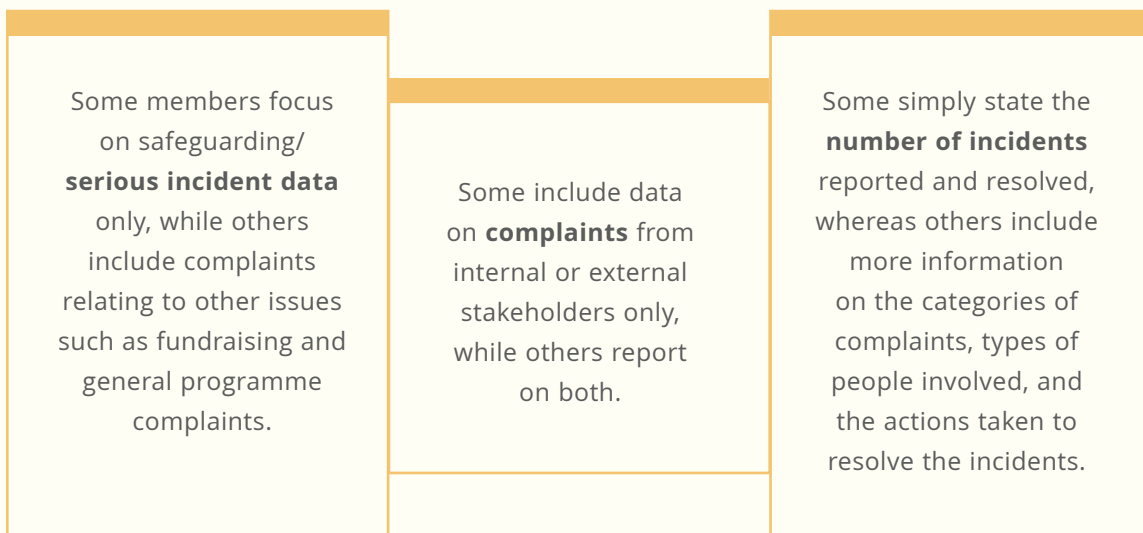 Some members focus
on safeguarding/
serious incident data
only, while others
include complaints
relating to other issues
such as fundraising and
general programme
complaints.
Some include data
on complaints from
internal or external
stakeholders only,
while others report
on both.
Some simply state the
number of incidents
reported and resolved,
whereas others include
more information
on the categories of
complaints, types of
people involved, and
the actions taken to
resolve the incidents.